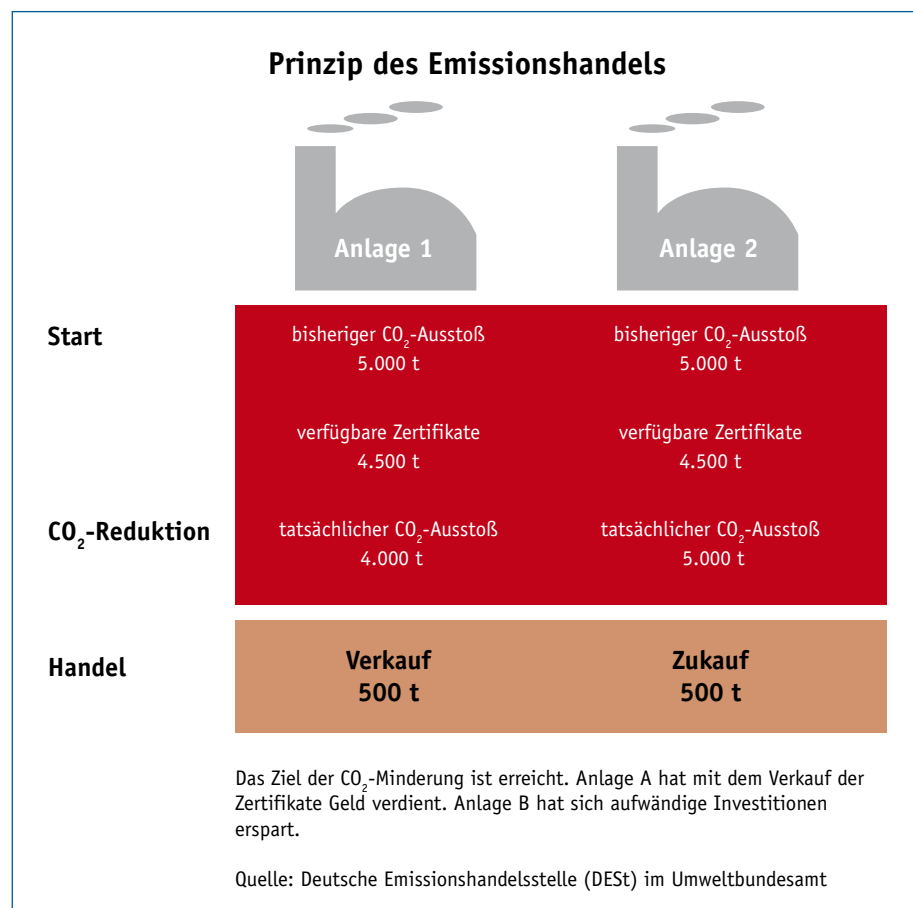 Prinzip des Emissionshandels
Anlage 1
Anlage 2
Start
bisheriger CO₂-Ausstoß
5.000 t
bisheriger CO₂-Ausstoß
5.000 t
verfügbare Zertifikate
4.500 t
verfügbare Zertifikate
4.500 t
CO₂-Reduktion
tatsächlicher CO₂-Ausstoß
4.000 t
tatsächlicher CO₂-Ausstoß
5.000 t
Handel
Verkauf
500 t
Zukauf
500 t
Das Ziel der CO₂-Minderung ist erreicht. Anlage A hat mit dem Verkauf der
Zertifikate Geld verdient. Anlage B hat sich aufwändige Investitionen
erspart.
Quelle: Deutsche Emissionshandelsstelle (DESt) im Umweltbundesamt